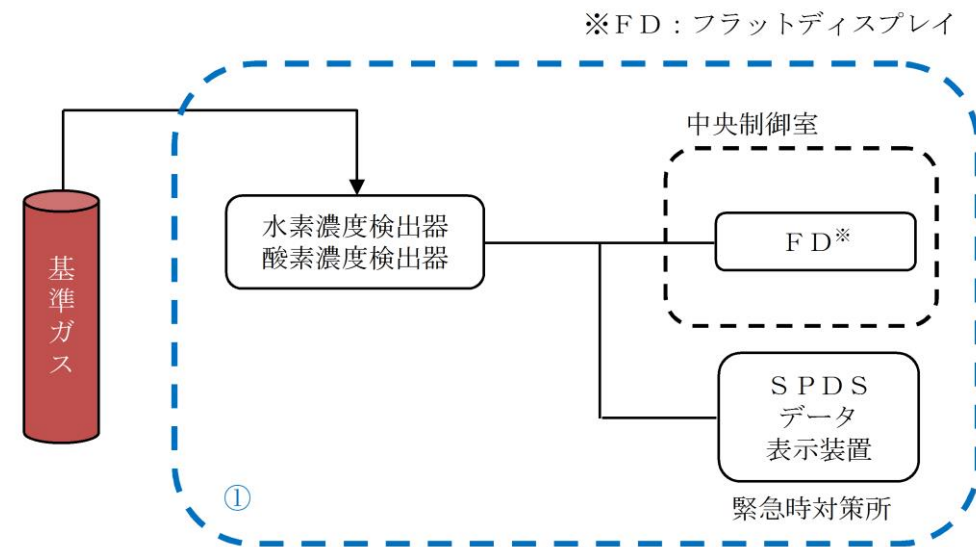 ※ＦＤ：フラットディスプレイ
中央制御室
水素濃度検出器
酸素濃度検出器
ＦＤ※
基準ガス
ＳＰＤＳ
データ
表示装置
①
緊急時対策所